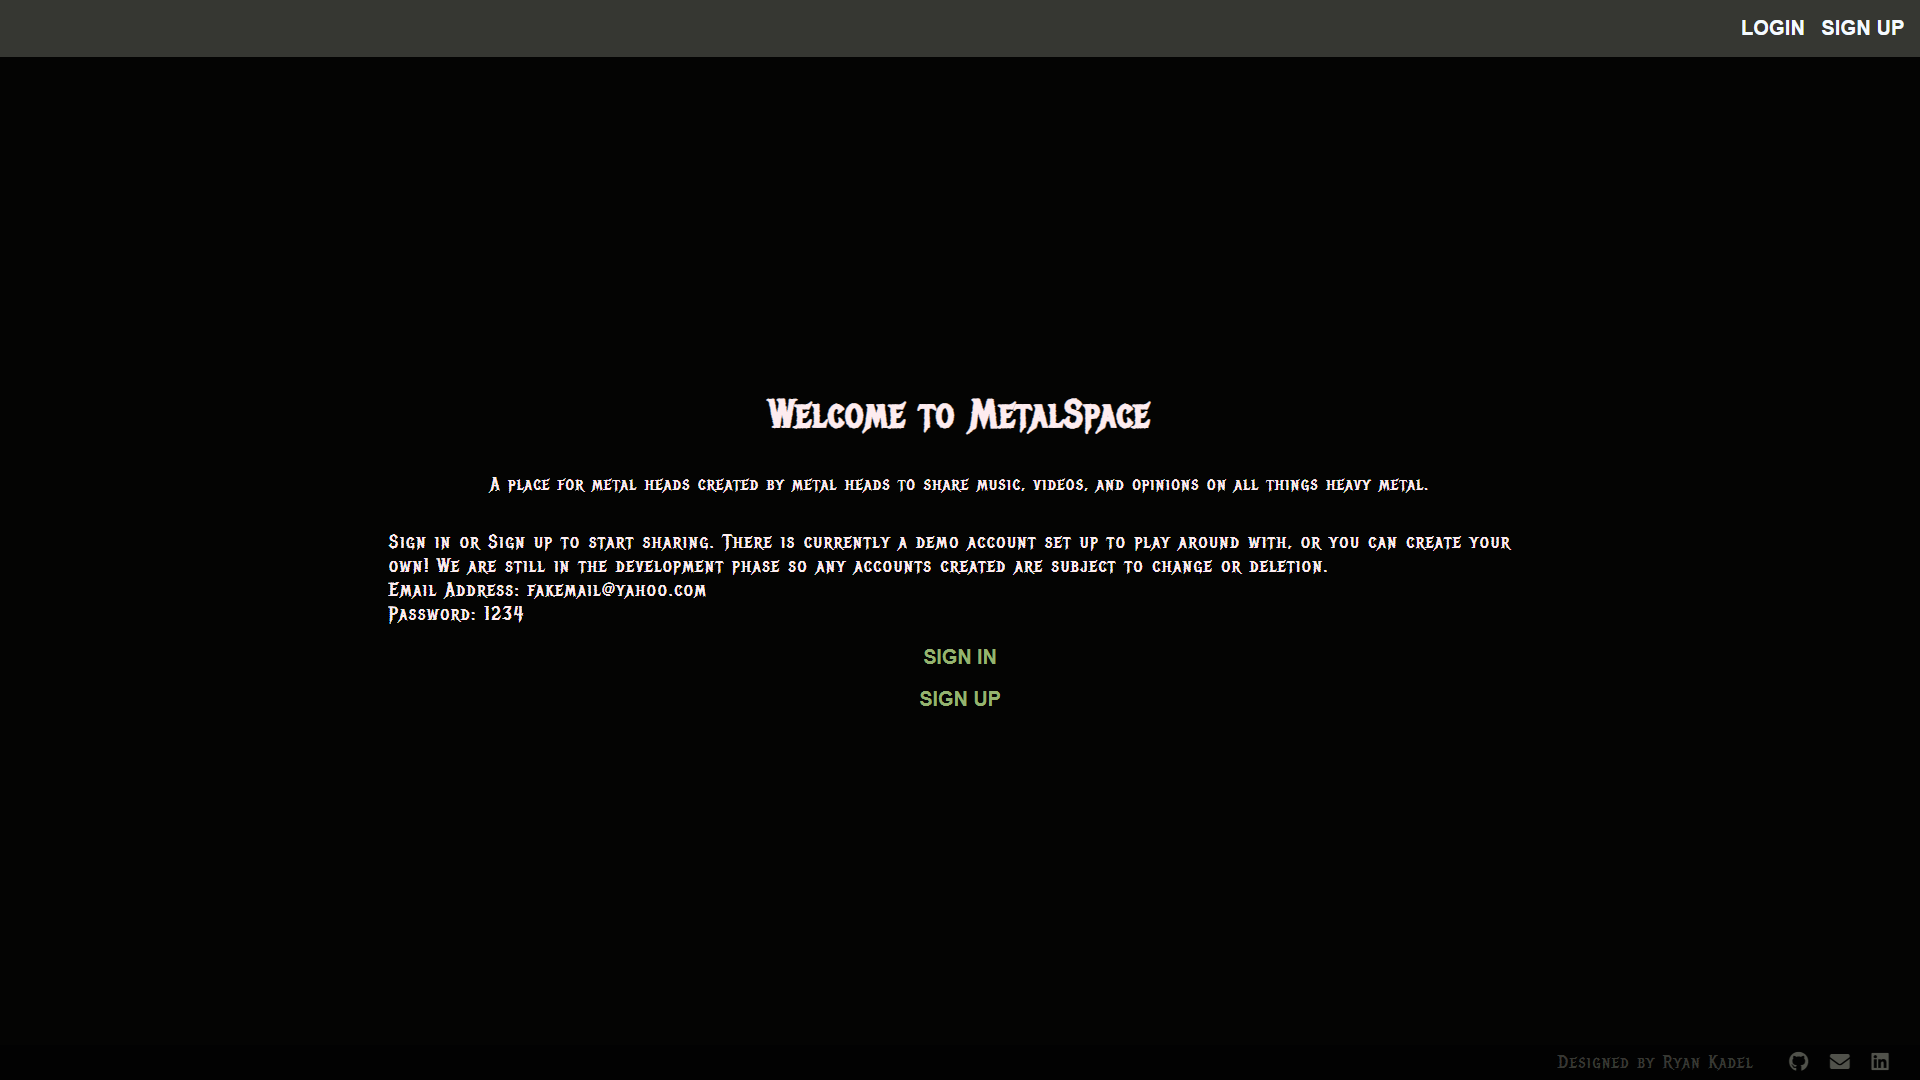 LOGIN SIGN UP
Welcome to MetalSpace
A place for metal heads created by metal heads to share music, videos, and opinions on all things heavy metal.
Sign in or Sign up to start sharing. There is currently a demo account set up to play around with, or you can create your
own! We are still in the development phase so any accounts created are subject to change or deletion.
Email Address: fakemail@yahoo.com
Password: 1234
SIGN IN
SIGN UP
Designed by Ryan Kadel